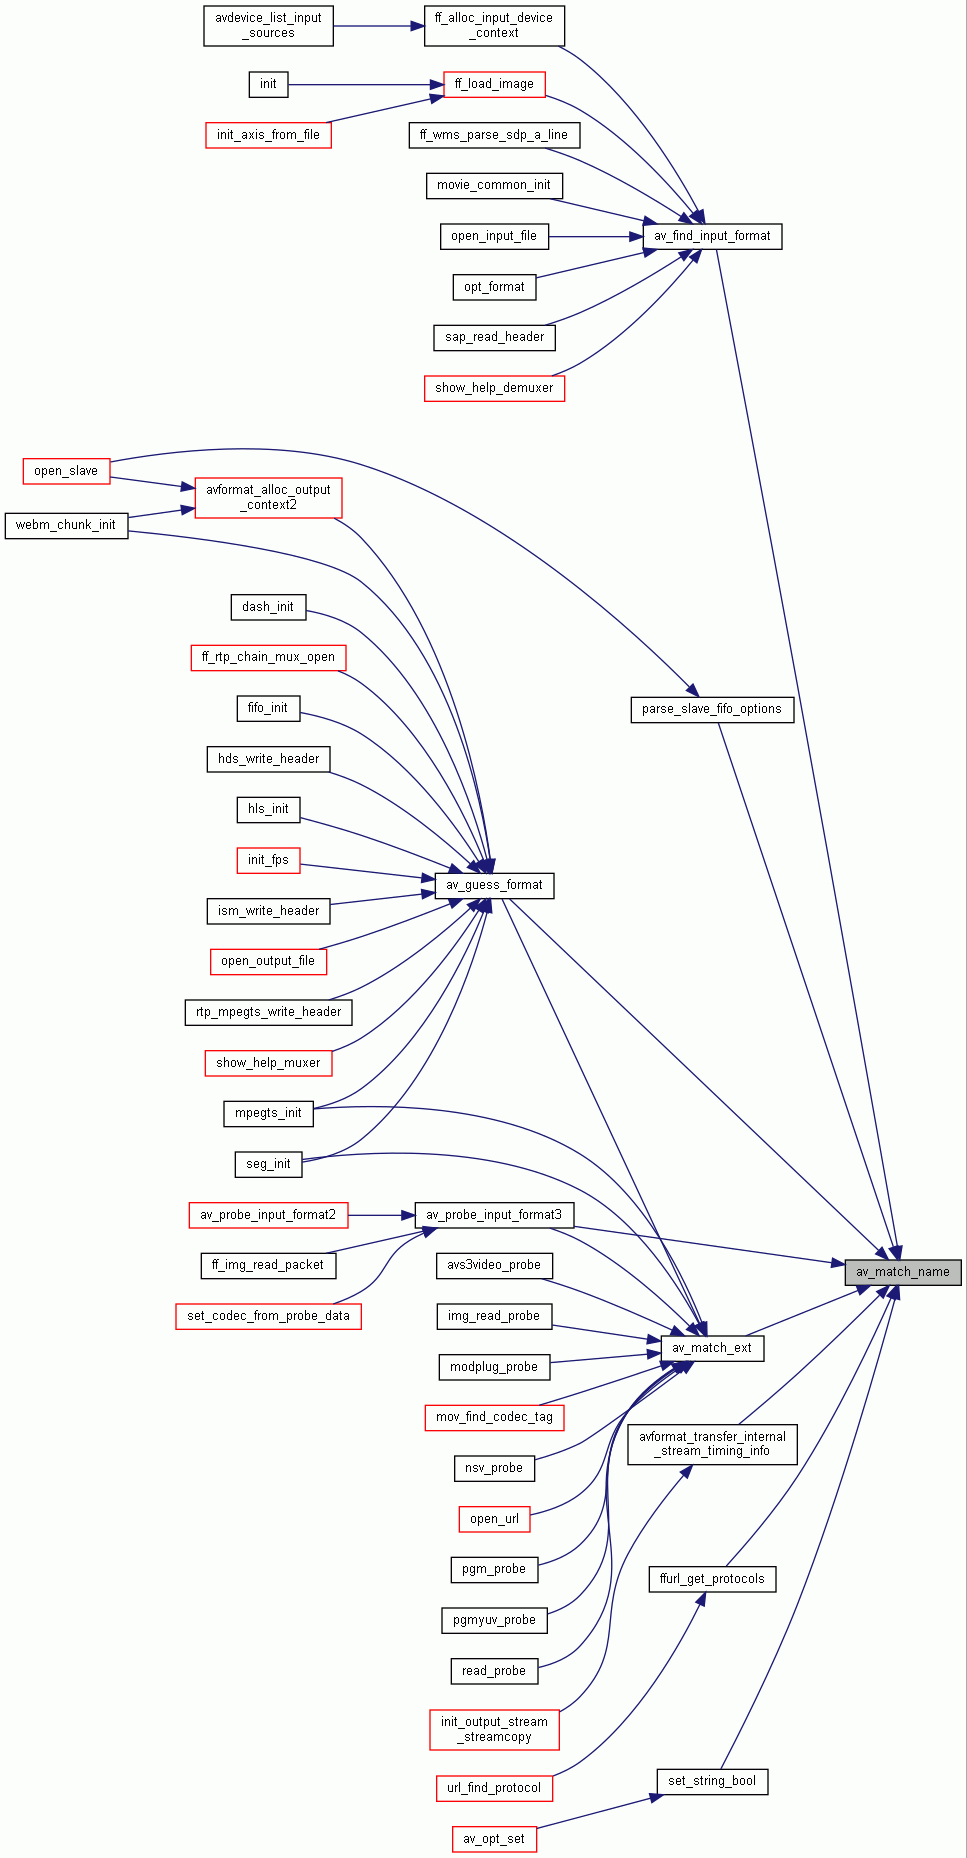 avdevice_list_input
_sources
ff_alloc_input_device
_context
init
ff_load_image
init_axis_from_file
ff_wms_parse_sdp_a_line
movie_common_init
open_input_file
av_find_input_format
opt_format
sap_read_header
show_help_demuxer
open_slave
avformat_alloc_output
_context2
webm_chunk_init
dash_init
ff_rtp_chain_mux_open
fifo_init
parse_slave_fifo_options
hds_write_header
hls_init
init_fps
av_guess_format
ism_write_header
open_output_file
rtp_mpegts_write_header
show_help_muxer
mpegts_init
seg_init
av_probe_input_format2
av_probe_input_format3
ff_img_read_packet
avs3video_probe
av_match_name
set_codec_from_probe_data
img_read_probe
av_match_ext
modplug_probe
mov_find_codec_tag
avformat_transfer_internal
_stream_timing_info
nsv_probe
open_url
pgm_probe
ffurl_get_protocols
pgmyuv_probe
read_probe
init_output_stream
_streamcopy
url_find_protocol
set_string_bool
av_opt_set